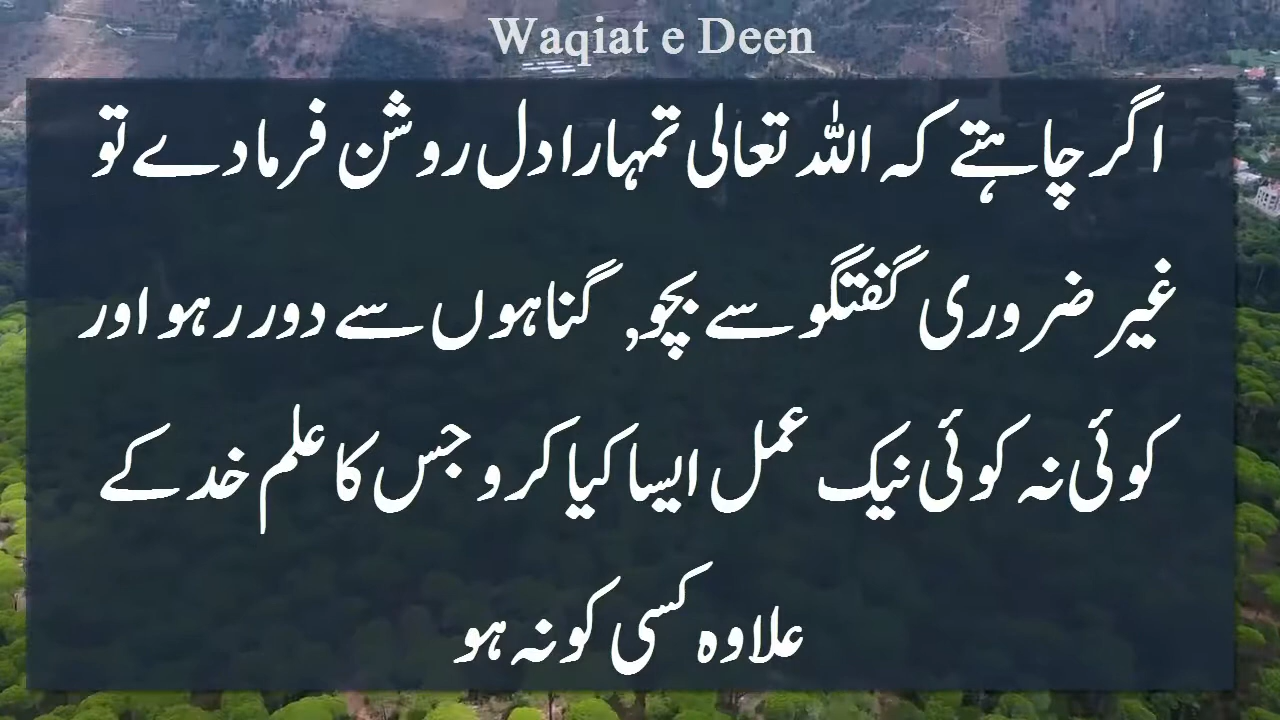 Waqiat e Deen
اگر چاہتے کہ اللہ تعالی تمہارا دل روشن فرما دے تو
غیر ضروری گفتگو سے بچو, گناہوں سے دور رہو اور
کوئی نہ کوئی نیک عمل ایسا کیا کرو جس کا علم خد کے
علاوہ کسی کو نہ ہو